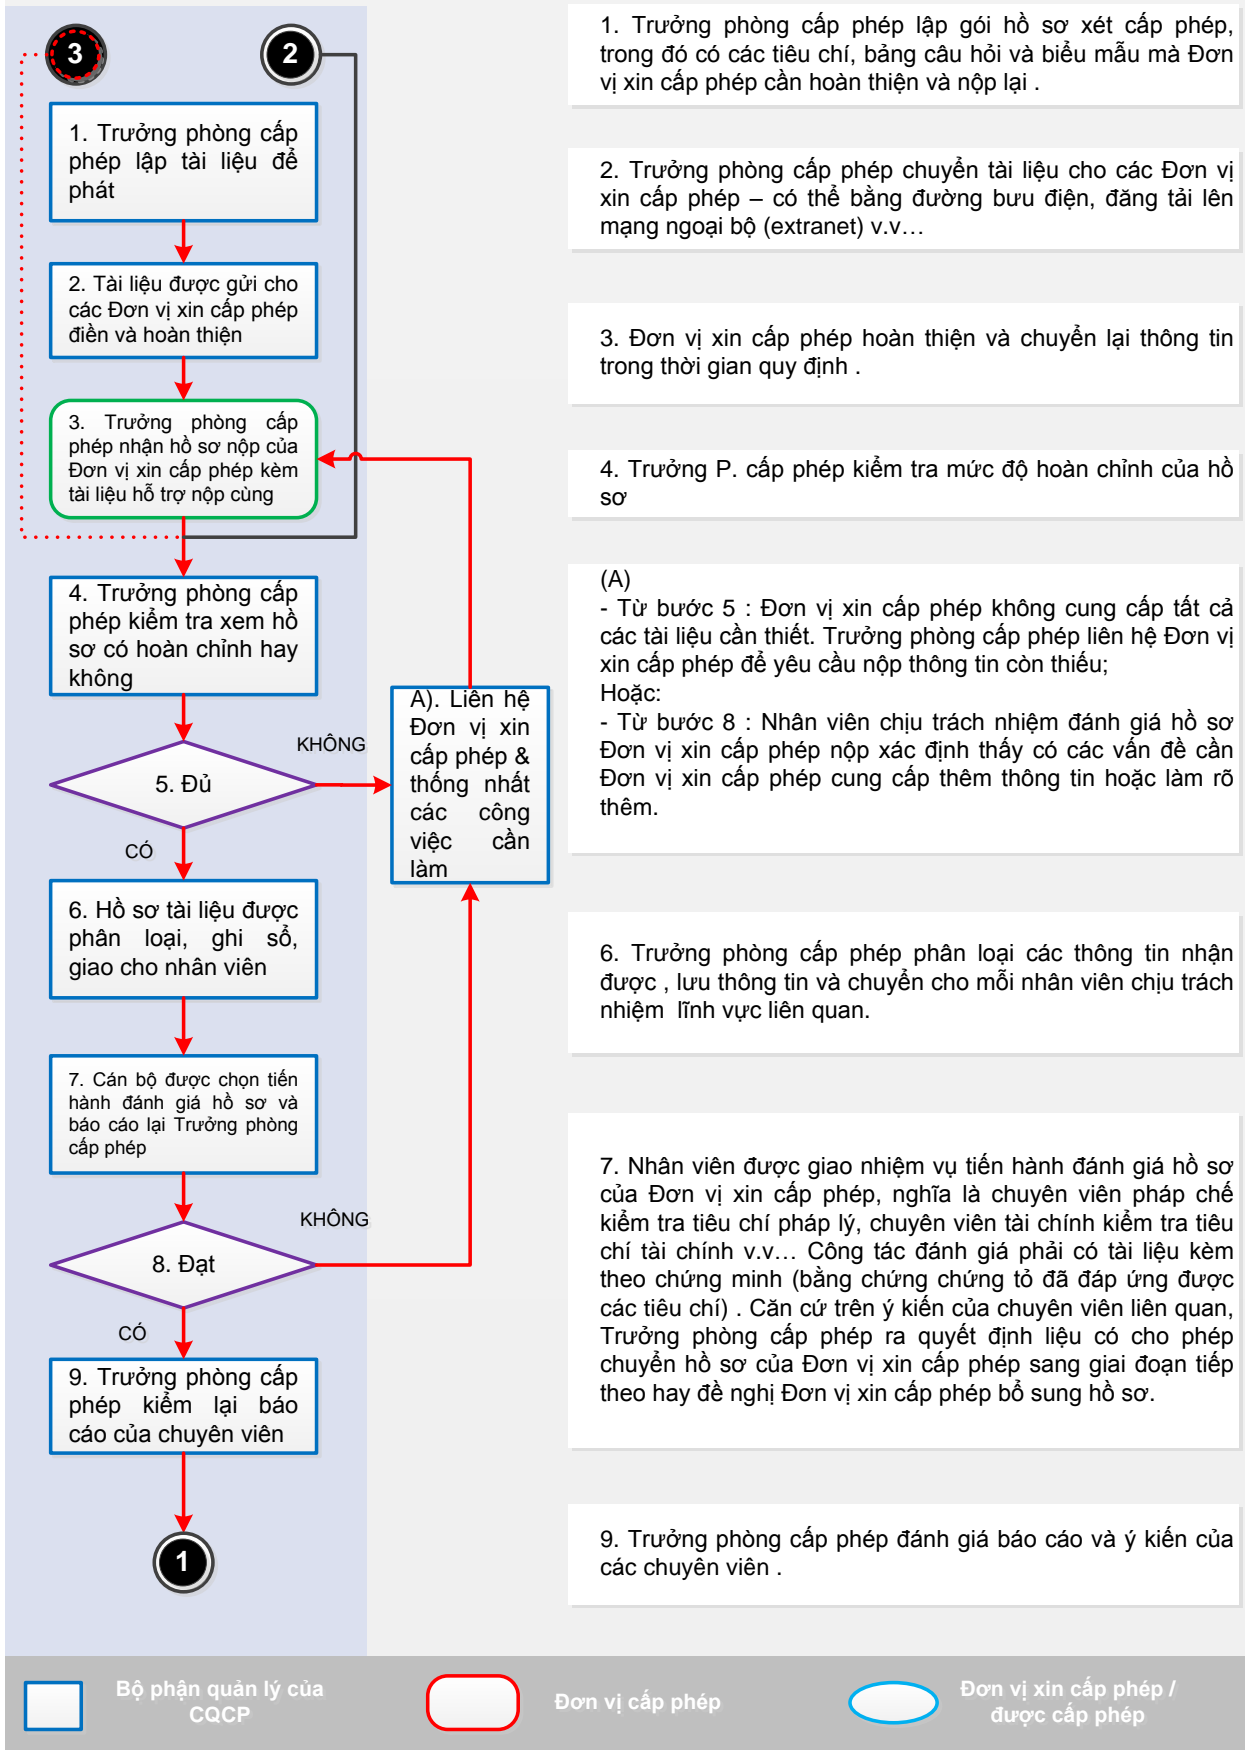 3
2
1. Trưởng phòng cấp
phép lập tài liệu để
phát
2. Tài liệu được gửi cho
các Đơn vị xin cấp phép
điền và hoàn thiện
3. Trưởng phòng cấp
phép nhận hồ sơ nộp của
Đơn vị xin cấp phép kèm
tài liệu hỗ trợ nộp cùng
4. Trưởng phòng cấp
phép kiểm tra xem hồ
sơ có hoàn chỉnh hay
không
KHÔNG
5. Đủ
CÓ
A). Liên hệ
Đơn vị xin
cấp phép &
thống nhất
các công
việc cần
làm
6. Hồ sơ tài liệu được
phân loại, ghi sổ,
giao cho nhân viên
7. Cán bộ được chọn tiến
hành đánh giá hồ sơ và
báo cáo lại Trưởng phòng
cấp phép
KHÔNG
8. Đạt
CÓ
9. Trưởng phòng cấp
phép kiểm lại báo
cáo của chuyên viên
1
1. Trưởng phòng cấp phép lập gói hồ sơ xét cấp phép,
trong đó có các tiêu chí, bảng câu hỏi và biểu mẫu mà Đơn
vị xin cấp phép cần hoàn thiện và nộp lại .
2. Trưởng phòng cấp phép chuyển tài liệu cho các Đơn vị
xin cấp phép – có thể bằng đường bưu điện, đăng tải lên
mạng ngoại bộ (extranet) v.v…
3. Đơn vị xin cấp phép hoàn thiện và chuyển lại thông tin
trong thời gian quy định .
4. Trưởng P. cấp phép kiểm tra mức độ hoàn chỉnh của hồ
sơ
(A)
- Từ bước 5 : Đơn vị xin cấp phép không cung cấp tất cả
các tài liệu cần thiết. Trưởng phòng cấp phép liên hệ Đơn vị
xin cấp phép để yêu cầu nộp thông tin còn thiếu;
Hoặc:
- Từ bước 8 : Nhân viên chịu trách nhiệm đánh giá hồ sơ
Đơn vị xin cấp phép nộp xác định thấy có các vấn đề cần
Đơn vị xin cấp phép cung cấp thêm thông tin hoặc làm rõ
thêm.
6. Trưởng phòng cấp phép phân loại các thông tin nhận
được , lưu thông tin và chuyển cho mỗi nhân viên chịu trách
nhiệm lĩnh vực liên quan.
7. Nhân viên được giao nhiệm vụ tiến hành đánh giá hồ sơ
của Đơn vị xin cấp phép, nghĩa là chuyên viên pháp chế
kiểm tra tiêu chí pháp lý, chuyên viên tài chính kiểm tra tiêu
chí tài chính v.v… Công tác đánh giá phải có tài liệu kèm
theo chứng minh (bằng chứng chứng tỏ đã đáp ứng được
các tiêu chí) . Căn cứ trên ý kiến của chuyên viên liên quan,
Trưởng phòng cấp phép ra quyết định liệu có cho phép
chuyển hồ sơ của Đơn vị xin cấp phép sang giai đoạn tiếp
theo hay đề nghị Đơn vị xin cấp phép bổ sung hồ sơ.
9. Trưởng phòng cấp phép đánh giá báo cáo và ý kiến của
các chuyên viên .
Bộ phận quản lý của
CQCP
Đơn vị cấp phép
Đơn vị xin cấp phép /
được cấp phép